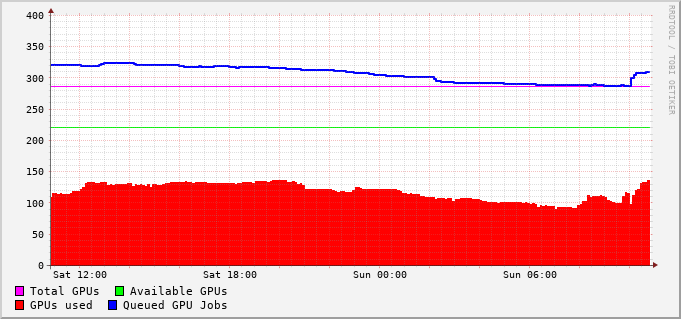 400
350
300
250
200
150
100
50
0
Sat 12:00 Sat 18:00 Sun 00:00 Sun 06:00
Total GPUs Available GPUs
GPUs used Queued GPU Jobs
RRDTOOL / TOBI OETIKER